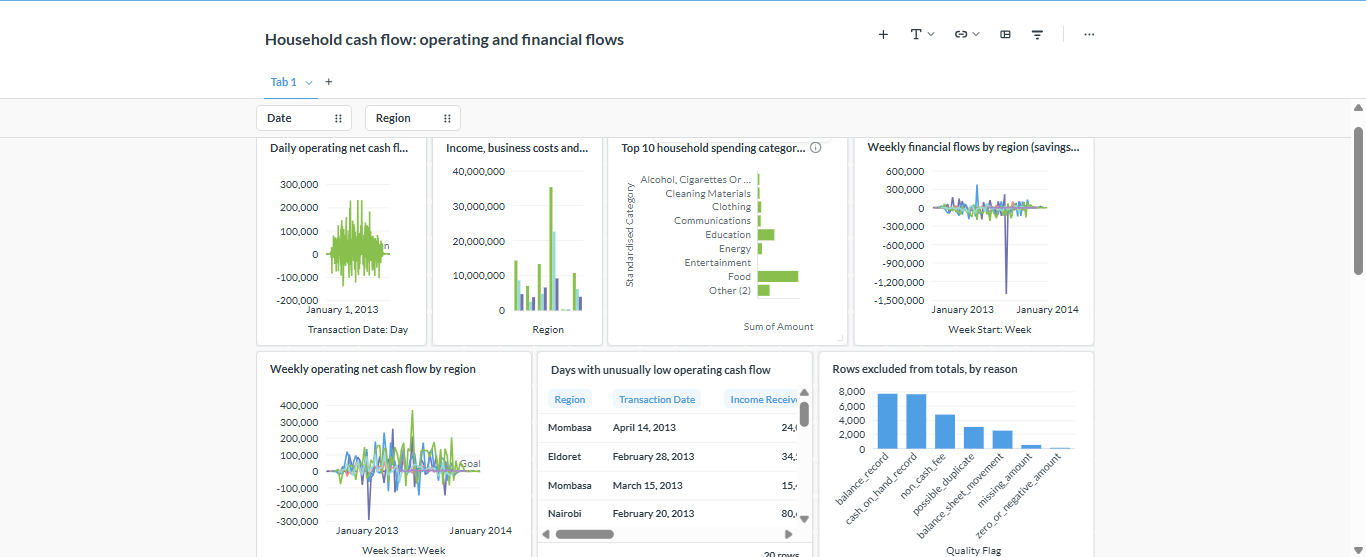 Household cash flow: operating and financial flows
Tab 1
Date
Region
Daily operating net cash fl...
300,000
200,000
100,000
0
-100,000
-200,000
January 1, 2013
Transaction Date: Day
Income, business costs and...
40,000,000
30,000,000
20,000,000
10,000,000
0
Region
Top 10 household spending categor...
Standardised Category
Alcohol, Cigarettes Or ...
Cleaning Materials
Clothing
Communications
Education
Energy
Entertainment
Food
Other (2)
Sum of Amount
Weekly financial flows by region (savings...
600,000
300,000
0
-300,000
-600,000
-900,000
-1,500,000
January 2013 January 2014
Week Start: Week
Weekly operating net cash flow by region
400,000
300,000
200,000
100,000
0
-100,000
-200,000
-300,000
Goal
January 2013 January 2014
Week Start: Week
Days with unusually low operating cash flow
Region Transaction Date Income Receiv
Mombasa April 14, 2013 24,
Eldoret February 28, 2013 34,
Mombasa March 15, 2013 15,
Nairobi February 20, 2013 80,
20 rows
Rows excluded from totals, by reason
8,000
6,000
4,000
2,000
0
balance_record
cash_on_hand_record
non_cash_fee
possible_duplicate
balance_sheet_movement
missing_amount
zero_or_negative_amount
Quality Flag